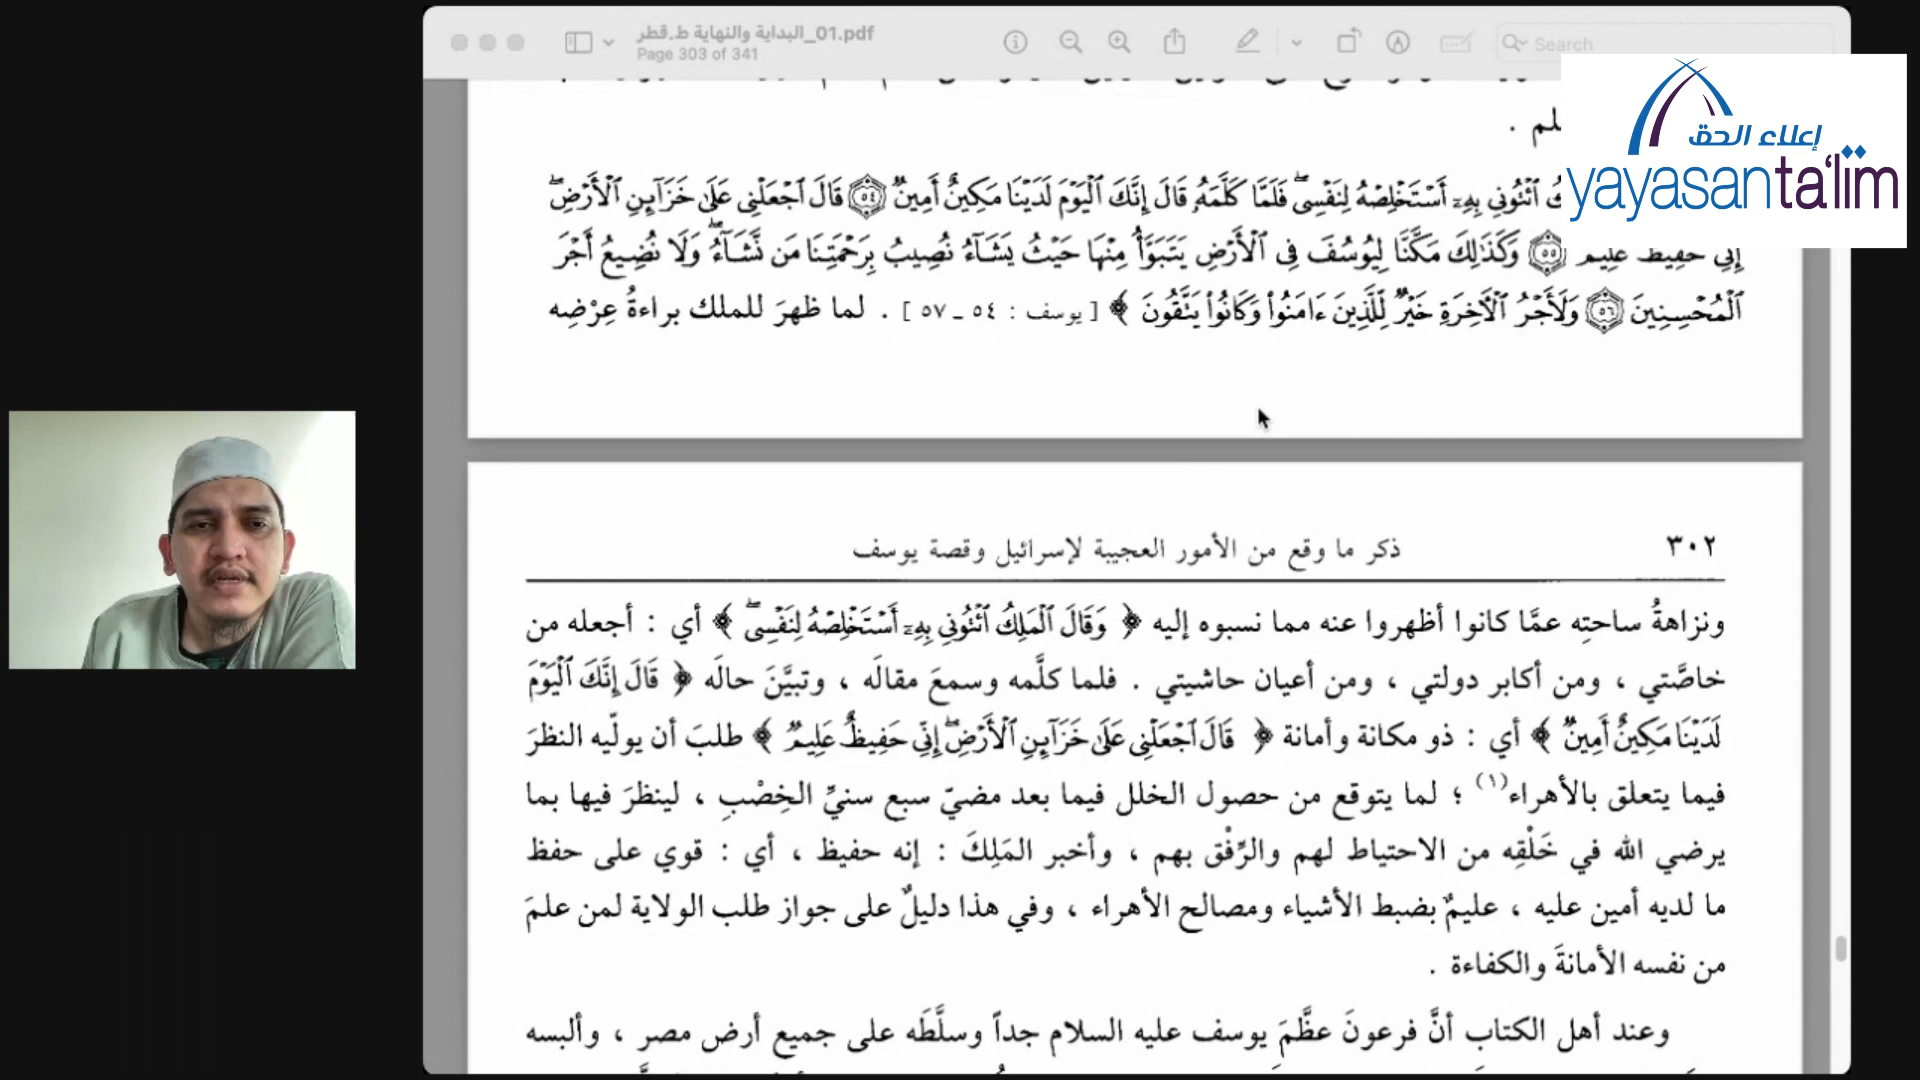 البداية والنهاية ط.قطر_01.pdf
Page 303 of 341
Search
إعلاء الحق
yayasanta'lim
لم .
ٱئْتُونِى بِهِۦٓ أَسْتَخْلِصْهُ لِنَفْسِى ۖ فَلَمَّا كَلَّمَهُۥ قَالَ إِنَّكَ ٱلْيَوْمَ لَدَيْنَا مَكِينٌ أَمِينٌ ٥٤ قَالَ ٱجْعَلْنِى عَلَىٰ خَزَآئِنِ ٱلْأَرْضِ ۖ
إِنِّى حَفِيظٌ عَلِيمٌ ٥٥ وَكَذَٰلِكَ مَكَّنَّا لِيُوسُفَ فِى ٱلْأَرْضِ يَتَبَوَّأُ مِنْهَا حَيْثُ يَشَآءُ نُصِيبُ بِرَحْمَتِنَا مَن نَّشَآءُ ۖ وَلَا نُضِيعُ أَجْرَ
ٱلْمُحْسِنِينَ ٥٦ وَلَأَجْرُ ٱلْآخِرَةِ خَيْرٌ لِّلَّذِينَ ءَامَنُوا۟ وَكَانُوا۟ يَتَّقُونَ ﴾ [ يوسف : ٥٤ ـ ٥٧ ] . لما ظهرَ للملك براءةُ عِرْضِه
٣٠٢
ذكر ما وقع من الأمور العجيبة لإسرائيل وقصة يوسف
ونزاهةُ ساحتِه عمَّا كانوا أظهروا عنه مما نسبوه إليه ﴿ وَقَالَ ٱلْمَلِكُ ٱئْتُونِى بِهِۦٓ أَسْتَخْلِصْهُ لِنَفْسِى ۖ ﴾ أي : أجعله من
خاصَّتي ، ومن أكابر دولتي ، ومن أعيان حاشيتي . فلما كلَّمه وسمعَ مقالَه ، وتبيَّنَ حالَه ﴿ قَالَ إِنَّكَ ٱلْيَوْمَ
لَدَيْنَا مَكِينٌ أَمِينٌ ﴾ أي : ذو مكانة وأمانة ﴿ قَالَ ٱجْعَلْنِى عَلَىٰ خَزَآئِنِ ٱلْأَرْضِ ۖ إِنِّى حَفِيظٌ عَلِيمٌ ﴾ طلبَ أن يولّيه النظرَ
فيما يتعلق بالأهراء(١) ؛ لما يتوقع من حصول الخلل فيما بعد مضيّ سبع سنيِّ الخِصْبِ ، لينظرَ فيها بما
يرضي الله في خَلْقِه من الاحتياط لهم والرِّفْق بهم ، وأخبر المَلِكَ : إنه حفيظ ، أي : قوي على حفظ
ما لديه أمين عليه ، عليمٌ بضبط الأشياء ومصالح الأهراء ، وفي هذا دليلٌ على جواز طلب الولاية لمن علمَ
من نفسه الأمانةَ والكفاءة .
وعند أهل الكتاب أنَّ فرعونَ عظَّمَ يوسف عليه السلام جداً وسلَّطَه على جميع أرض مصر ، وألبسه